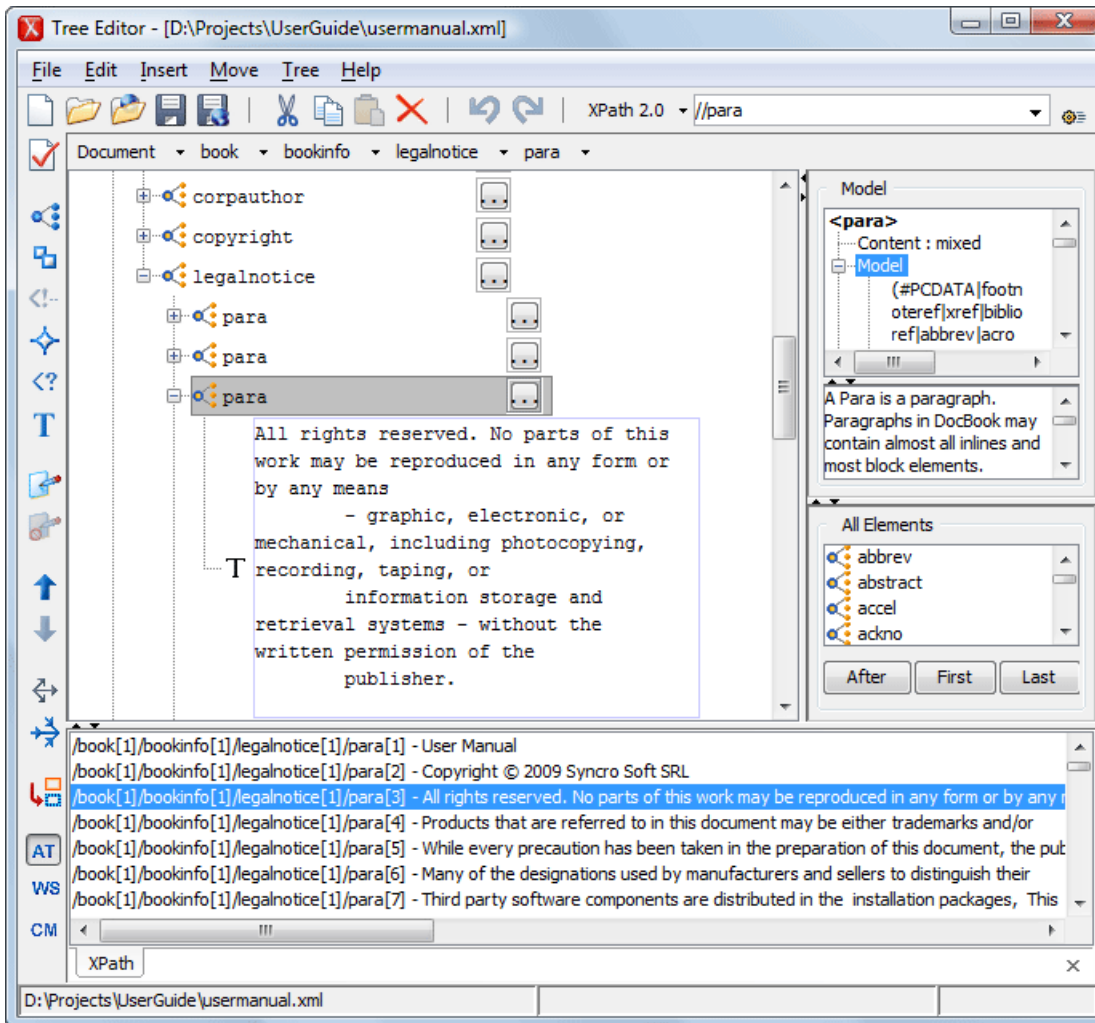 Tree Editor - [D:\Projects\UserGuide\usermanual.xml]
File Edit Insert Move Tree Help
XPath 2.0 //para
Document book bookinfo legalnotice para
corpauthor ...
copyright ...
legalnotice ...
para ...
para ...
para ...
All rights reserved. No parts of this
work may be reproduced in any form or
by any means
- graphic, electronic, or
mechanical, including photocopying,
T recording, taping, or
information storage and
retrieval systems - without the
written permission of the
publisher.
Model
<para>
Content : mixed
Model
(#PCDATA|footn
oteref|xref|biblio
ref|abbrev|acro
A Para is a paragraph.
Paragraphs in DocBook may
contain almost all inlines and
most block elements.
All Elements
abbrev
abstract
accel
ackno
After First Last
<!--
<?
T
AT
WS
CM
/book[1]/bookinfo[1]/legalnotice[1]/para[1] - User Manual
/book[1]/bookinfo[1]/legalnotice[1]/para[2] - Copyright © 2009 Syncro Soft SRL
/book[1]/bookinfo[1]/legalnotice[1]/para[3] - All rights reserved. No parts of this work may be reproduced in any form or by any
/book[1]/bookinfo[1]/legalnotice[1]/para[4] - Products that are referred to in this document may be either trademarks and/or
/book[1]/bookinfo[1]/legalnotice[1]/para[5] - While every precaution has been taken in the preparation of this document, the pub
/book[1]/bookinfo[1]/legalnotice[1]/para[6] - Many of the designations used by manufacturers and sellers to distinguish their
/book[1]/bookinfo[1]/legalnotice[1]/para[7] - Third party software components are distributed in the installation packages, This
XPath
D:\Projects\UserGuide\usermanual.xml